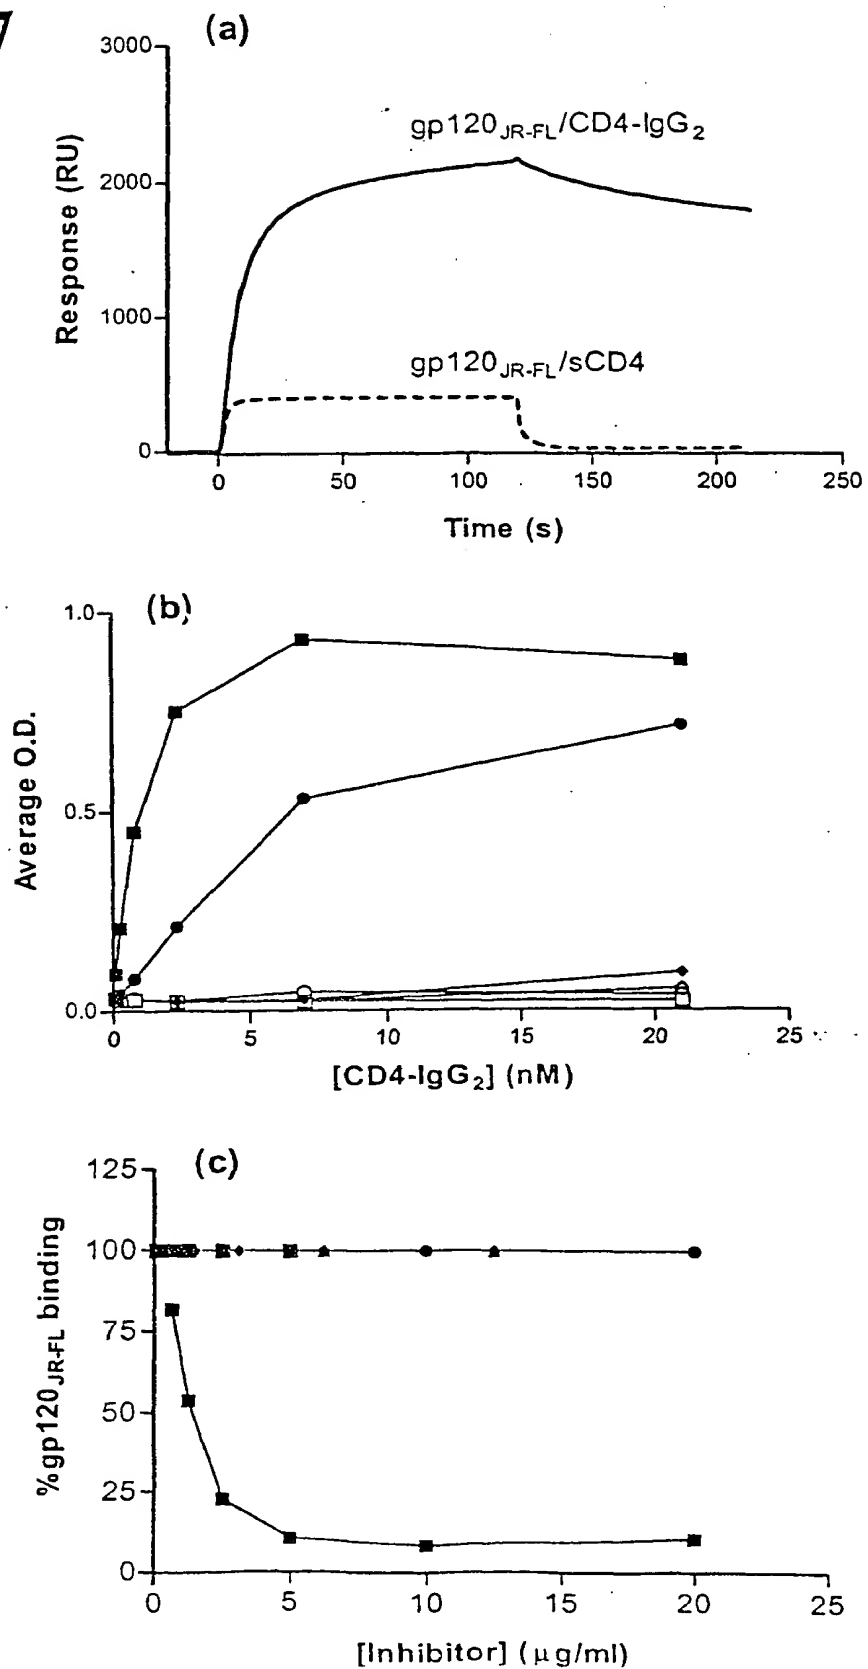 (a)
3000
2000
1000
0
Response (RU)
gp120JR-FL/CD4-IgG2
gp120JR-FL/sCD4
0 50 100 150 200 250
Time (s)
(b)
1.0
0.5
0.0
Average O.D.
0 5 10 15 20 25
[CD4-IgG2] (nM)
(c)
125
100
75
50
25
0
%gp120JR-FL binding
0 5 10 15 20 25
[Inhibitor] (μg/ml)